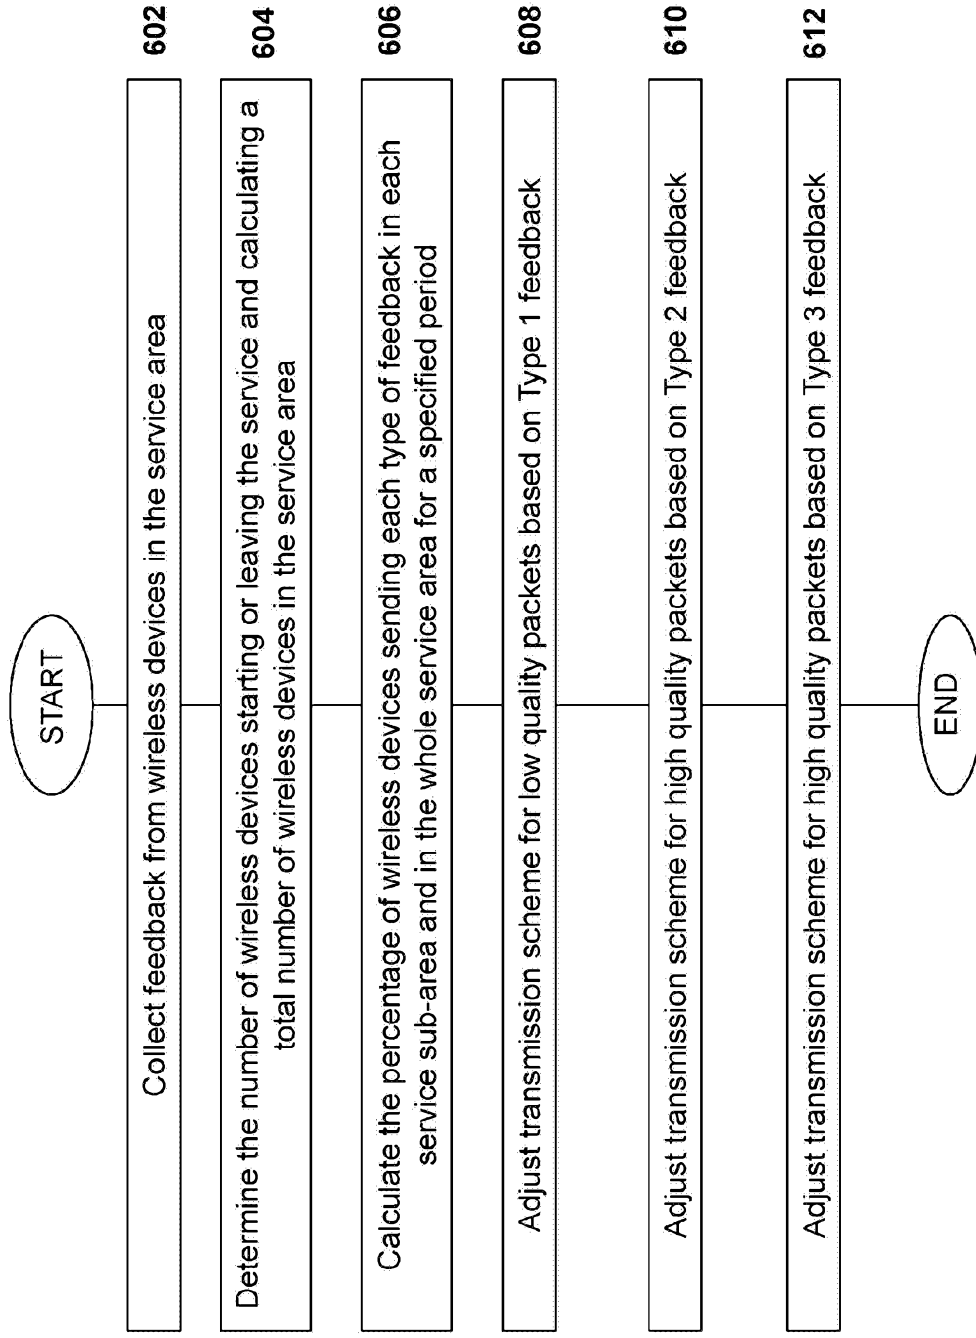 START
Collect feedback from wireless devices in the service area
602
Determine the number of wireless devices starting or leaving the service and calculating a
total number of wireless devices in the service area
604
Calculate the percentage of wireless devices sending each type of feedback in each
service sub-area and in the whole service area for a specified period
606
Adjust transmission scheme for low quality packets based on Type 1 feedback
608
Adjust transmission scheme for high quality packets based on Type 2 feedback
610
Adjust transmission scheme for high quality packets based on Type 3 feedback
612
END